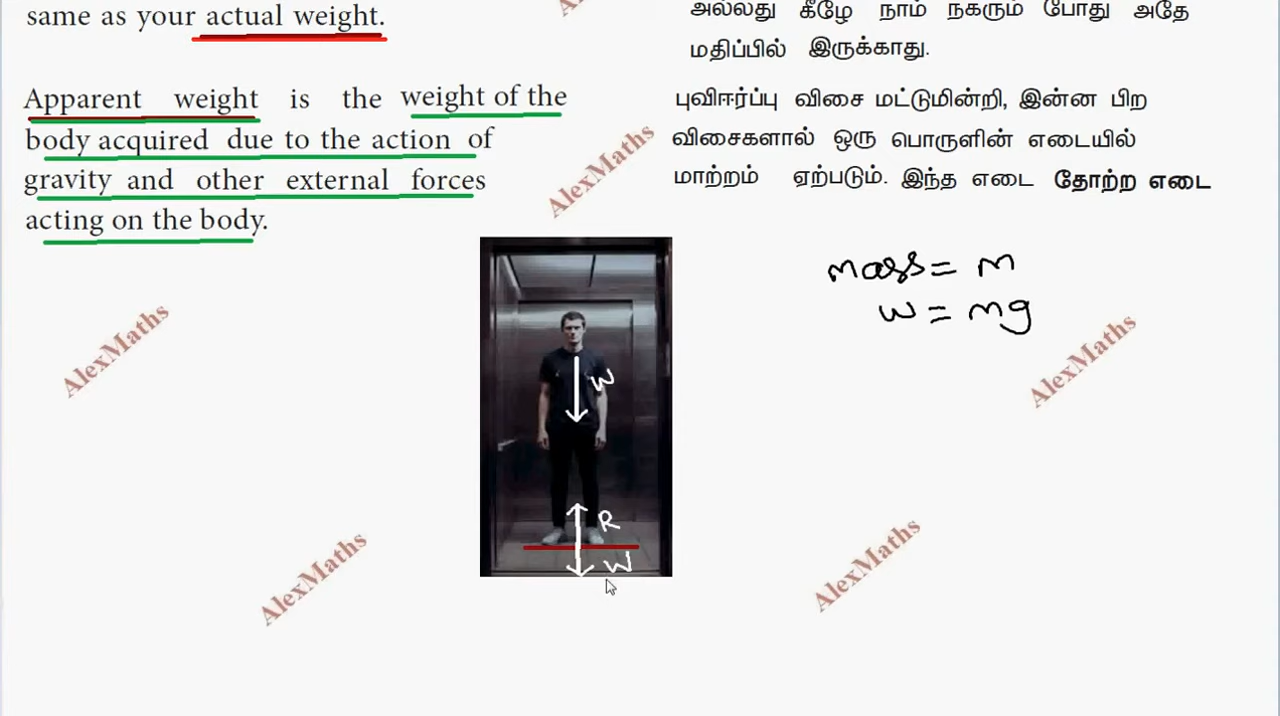 same as your actual weight.
Apparent weight is the weight of the
body acquired due to the action of
gravity and other external forces
acting on the body.
அல்லது கீழே நாம் நகரும் போது அதே
மதிப்பில் இருக்காது.
புவிஈர்ப்பு விசை மட்டுமின்றி, இன்ன பிற
விசைகளால் ஒரு பொருளின் எடையில்
மாற்றம் ஏற்படும். இந்த எடை தோற்ற எடை
mass = m
w = mg
W
R
W
AlexMaths
AlexMaths
AlexMaths
AlexMaths
AlexMaths